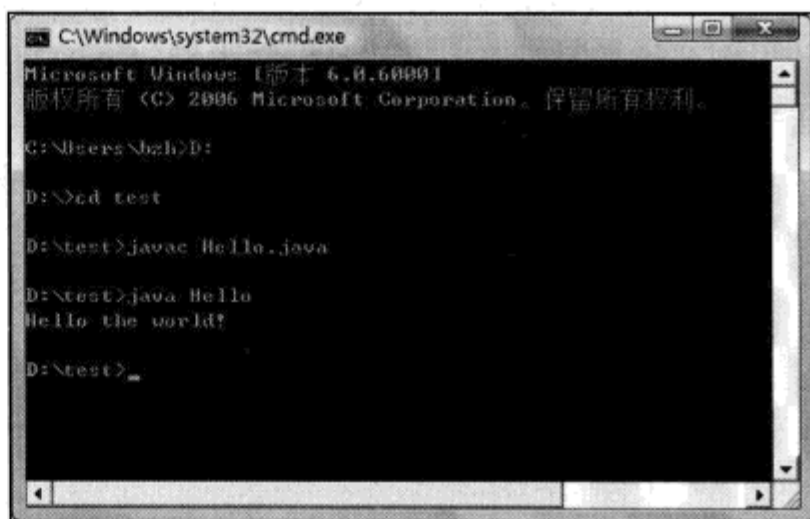 C:\Windows\system32\cmd.exe
Microsoft Windows [版本 6.0.6000]
版权所有 (C) 2006 Microsoft Corporation。保留所有权利。
C:\Users\bzh>D:
D:\>cd test
D:\test>javac Hello.java
D:\test>java Hello
Hello the world!
D:\test>_